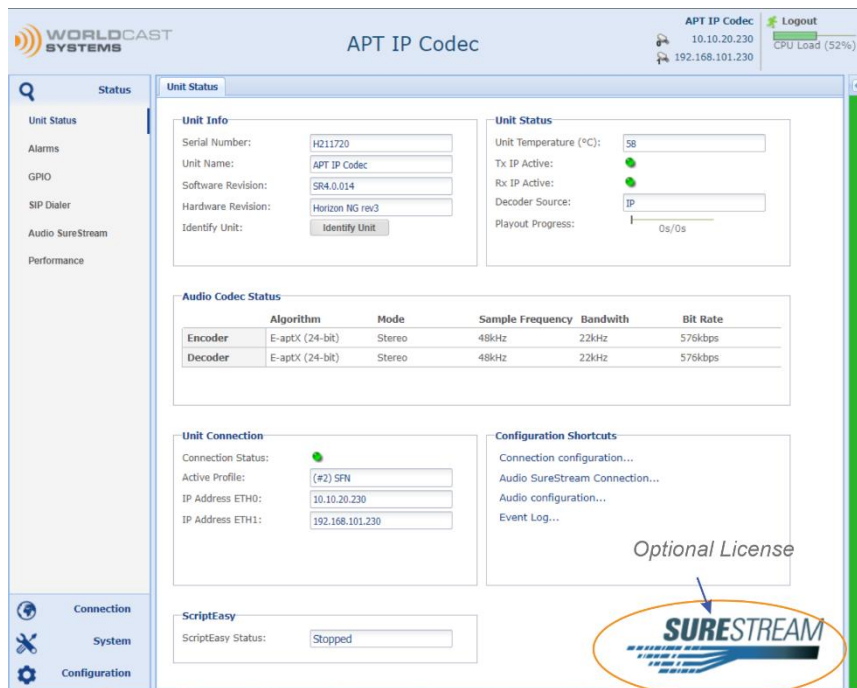 WORLDCAST
SYSTEMS
APT IP Codec
APT IP Codec
10.10.20.230
192.168.101.230
Logout
CPU Load (52%)
Status
Unit Status
Alarms
GPIO
SIP Dialer
Audio SureStream
Performance
Connection
System
Configuration
Unit Status
Unit Info
Serial Number: H211720
Unit Name: APT IP Codec
Software Revision: SR4.0.014
Hardware Revision: Horizon NG rev3
Identify Unit: Identify Unit
Unit Status
Unit Temperature (ºC): 58
Tx IP Active:
Rx IP Active:
Decoder Source: IP
Playout Progress: 0s/0s
Audio Codec Status
Algorithm Mode Sample Frequency Bandwith Bit Rate
Encoder E-aptX (24-bit) Stereo 48kHz 22kHz 576kbps
Decoder E-aptX (24-bit) Stereo 48kHz 22kHz 576kbps
Unit Connection
Connection Status:
Active Profile: (#2) SFN
IP Address ETH0: 10.10.20.230
IP Address ETH1: 192.168.101.230
Configuration Shortcuts
Connection configuration...
Audio SureStream Connection...
Audio configuration...
Event Log...
Optional License
ScriptEasy
ScriptEasy Status: Stopped
SURESTREAM